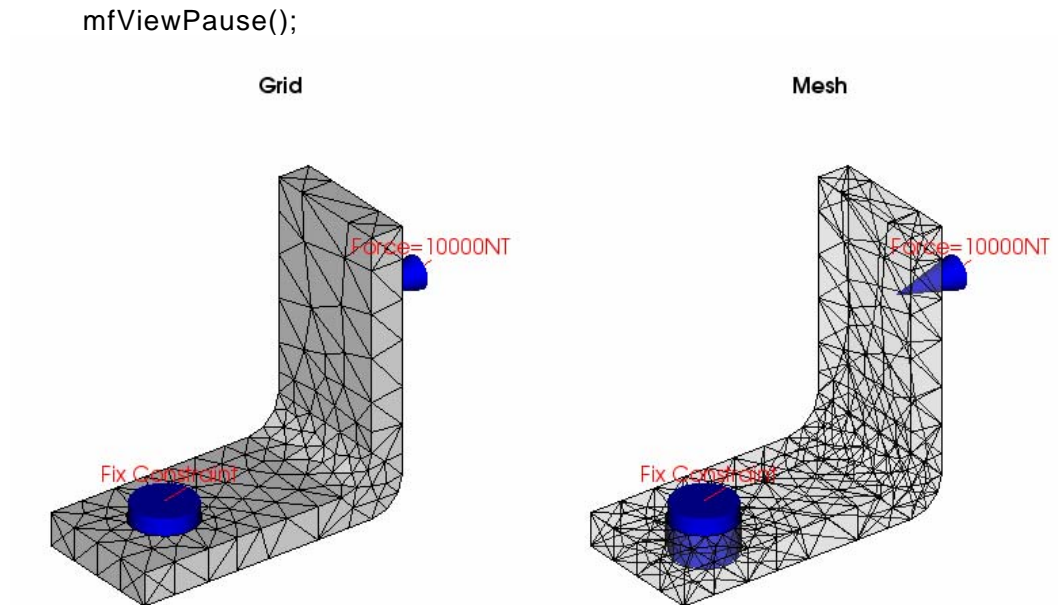 mfViewPause();
Grid
Mesh
Force=10000NT
Force=10000NT
Fix Constraint
Fix Constraint